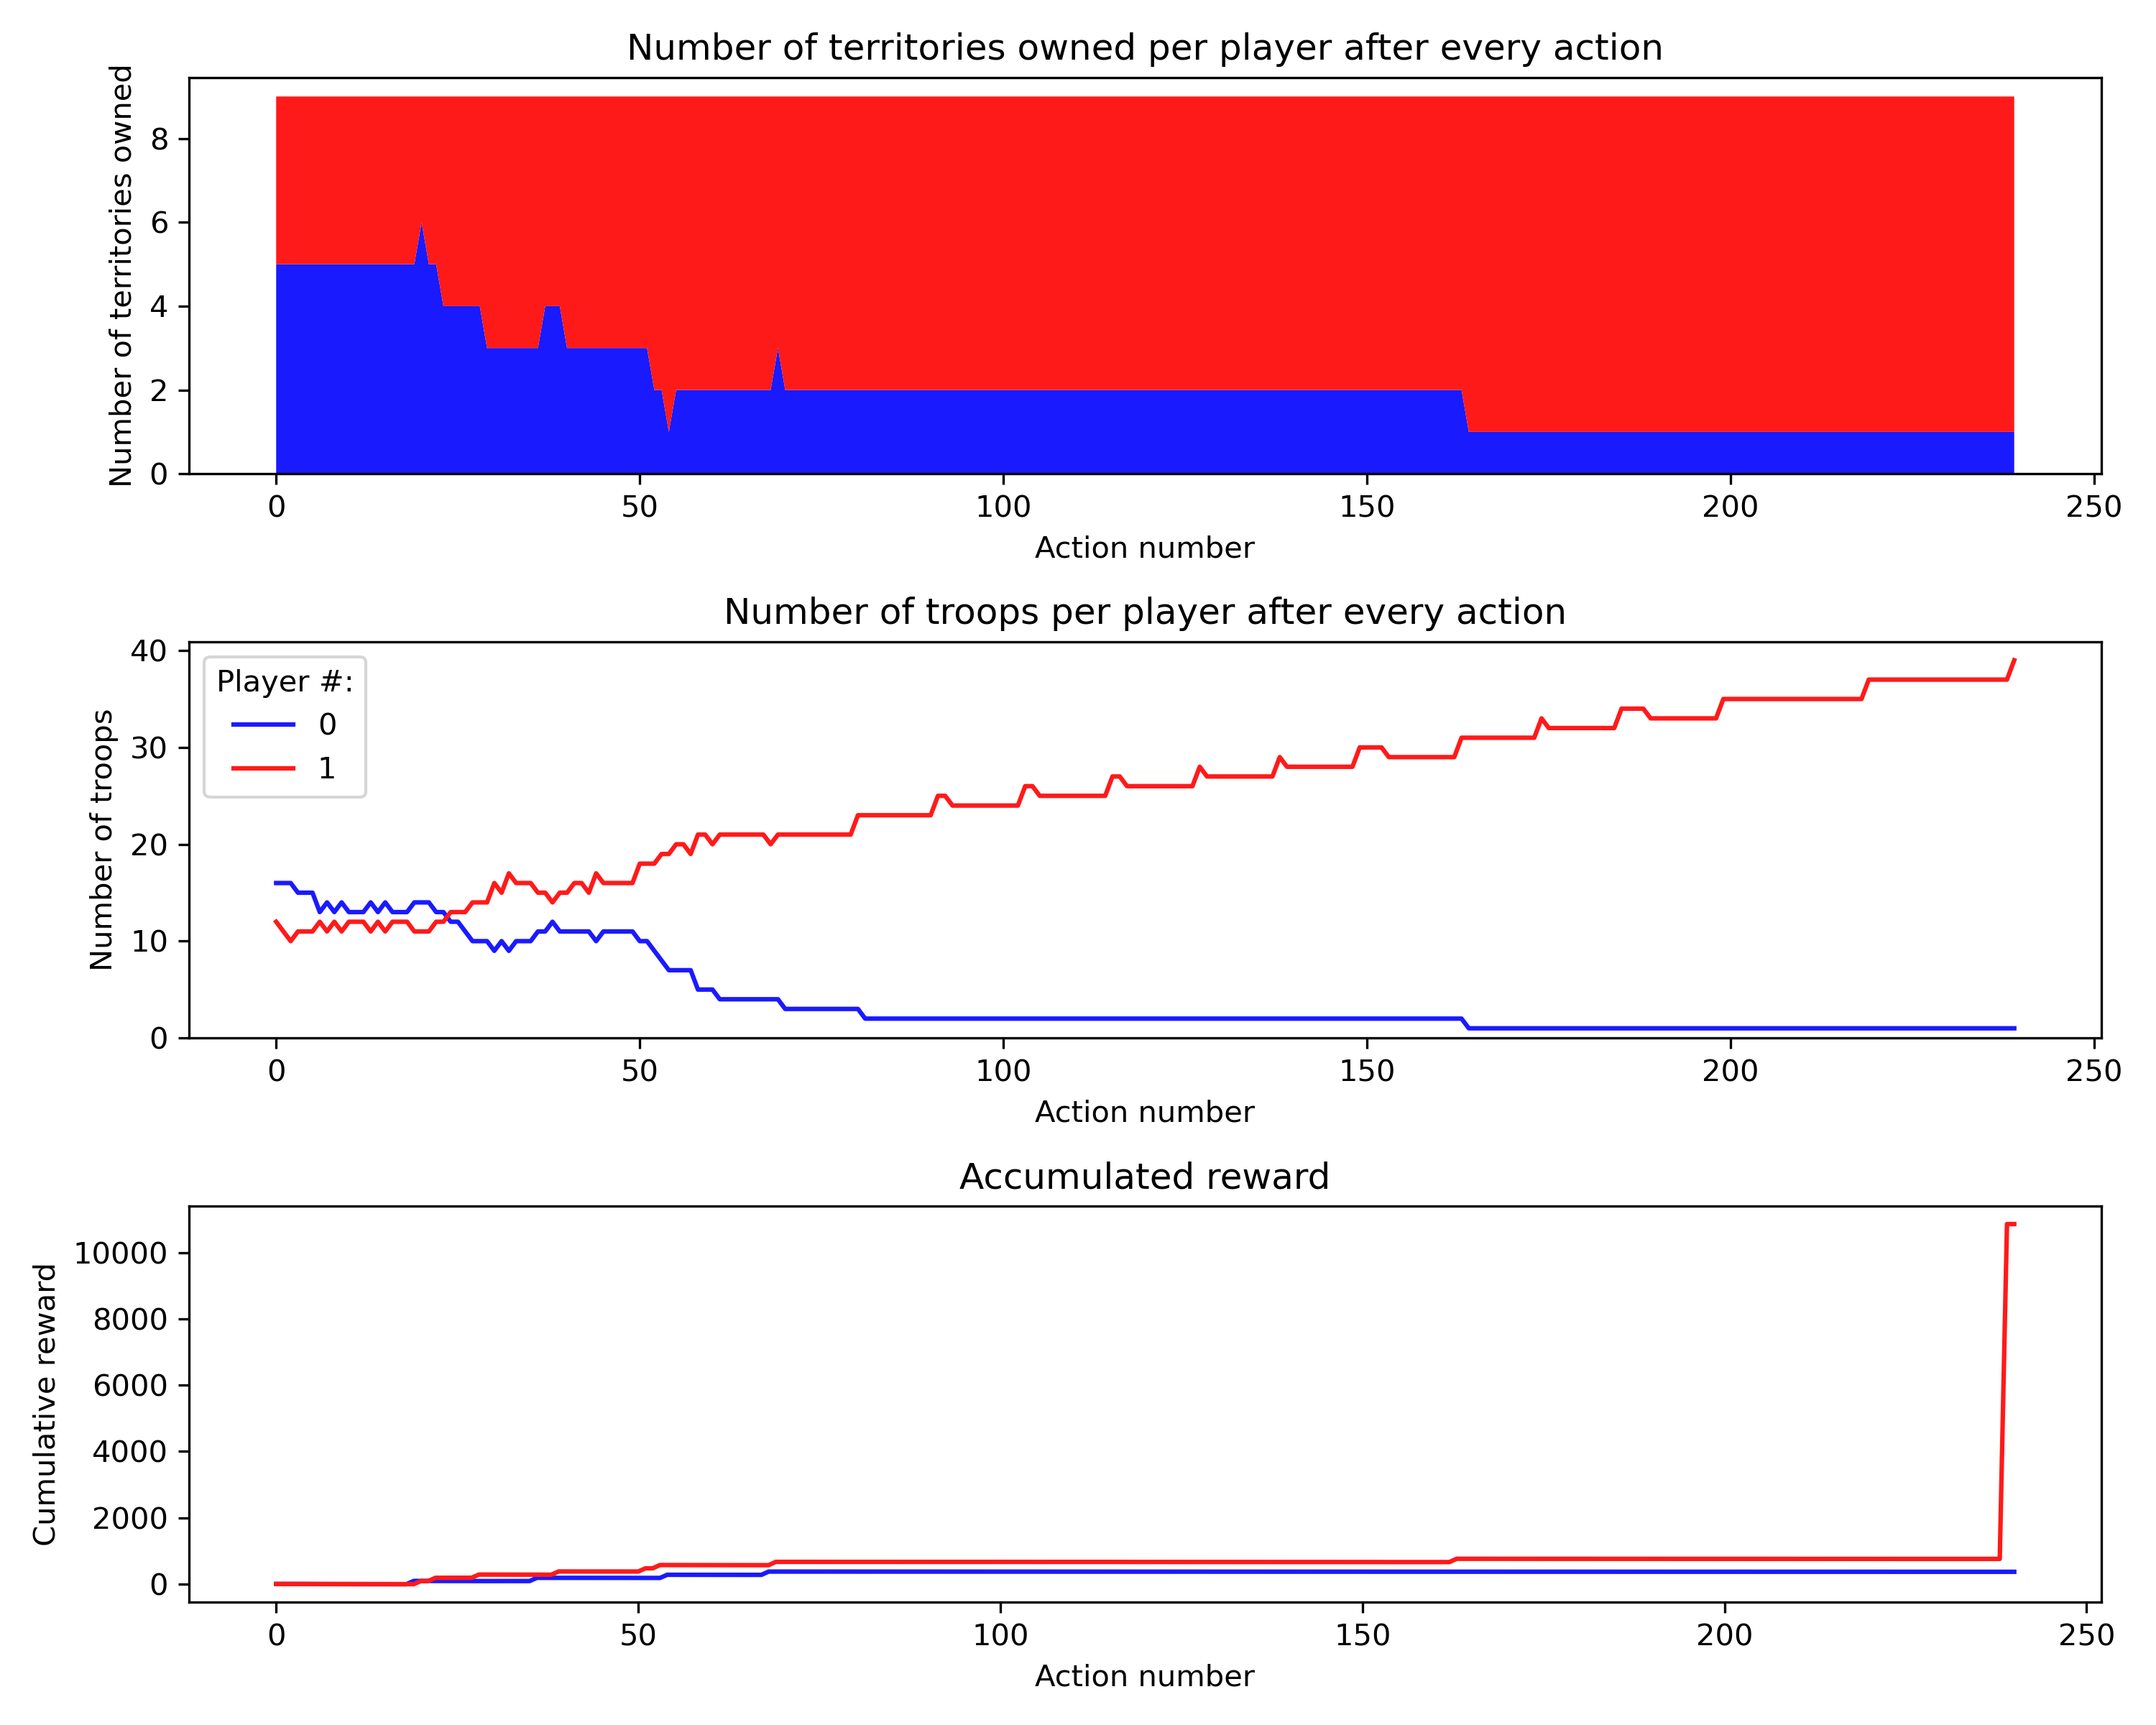 Number of territories owned per player after every action
Number of territories owned
8
6
4
2
0
0 50 100 150 200 250
Action number
Number of troops per player after every action
Number of troops
40
30
20
10
0
Player #:
0
1
0 50 100 150 200 250
Action number
Accumulated reward
Cumulative reward
10000
8000
6000
4000
2000
0
0 50 100 150 200 250
Action number